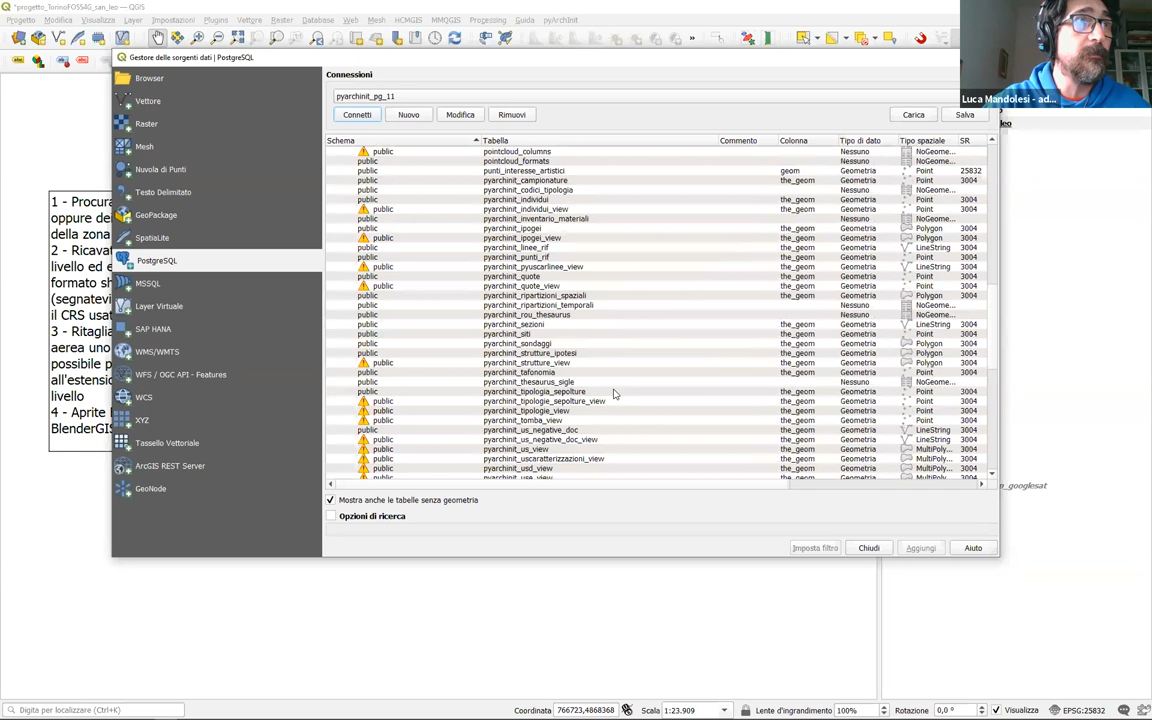 *progetto_TorinoFOSS4G_san_leo — QGIS
Progetto Modifica Visualizza Layer Impostazioni Plugins Vettore Raster Database Web Mesh HCMGIS MMQGIS Processing Guida pyArchInit
Gestore delle sorgenti dati | PostgreSQL
Browser
Vettore
Raster
Mesh
Nuvola di Punti
Testo Delimitato
GeoPackage
SpatiaLite
PostgreSQL
MSSQL
Layer Virtuale
SAP HANA
WMS/WMTS
WFS / OGC API - Features
WCS
XYZ
Tassello Vettoriale
ArcGIS REST Server
GeoNode
1 - Procura
oppure de
della zona
2 - Ricavat
livello ed e
formato sh
(segnatevi
il CRS usat
3 - Ritaglia
aerea uno
possibile p
all'estensio
livello
4 - Aprite l
BlenderGIS
Connessioni
pyarchinit_pg_11
Connetti Nuovo Modifica Rimuovi Carica Salva
Schema Tabella Commento Colonna Tipo di dato Tipo spaziale SR
public pointcloud_columns Nessuno NoGeome...
public pointcloud_formats Nessuno NoGeome...
public punti_interesse_artistici geom Geometria Point 25832
public pyarchinit_campionature the_geom Geometria Point 3004
public pyarchinit_codici_tipologia Nessuno NoGeome...
public pyarchinit_individui the_geom Geometria Point 3004
public pyarchinit_individui_view the_geom Geometria Point 3004
public pyarchinit_inventario_materiali Nessuno NoGeome...
public pyarchinit_ipogei the_geom Geometria Polygon 3004
public pyarchinit_ipogei_view the_geom Geometria Polygon 3004
public pyarchinit_linee_rif the_geom Geometria LineString 3004
public pyarchinit_punti_rif the_geom Geometria Point 3004
public pyarchinit_pyuscarlinee_view the_geom Geometria LineString 3004
public pyarchinit_quote the_geom Geometria Point 3004
public pyarchinit_quote_view the_geom Geometria Point 3004
public pyarchinit_ripartizioni_spaziali the_geom Geometria Polygon 3004
public pyarchinit_ripartizioni_temporali Nessuno NoGeome...
public pyarchinit_rou_thesaurus Nessuno NoGeome...
public pyarchinit_sezioni the_geom Geometria LineString 3004
public pyarchinit_siti the_geom Geometria Point 3004
public pyarchinit_sondaggi the_geom Geometria Polygon 3004
public pyarchinit_strutture_ipotesi the_geom Geometria Polygon 3004
public pyarchinit_strutture_view the_geom Geometria Polygon 3004
public pyarchinit_tafonomia the_geom Geometria Point 3004
public pyarchinit_thesaurus_sigle Nessuno NoGeome...
public pyarchinit_tipologia_sepolture the_geom Geometria Point 3004
public pyarchinit_tipologie_sepolture_view the_geom Geometria Point 3004
public pyarchinit_tipologie_view the_geom Geometria Point 3004
public pyarchinit_tomba_view the_geom Geometria Point 3004
public pyarchinit_us_negative_doc the_geom Geometria LineString 3004
public pyarchinit_us_negative_doc_view the_geom Geometria LineString 3004
public pyarchinit_us_view the_geom Geometria MultiPoly... 3004
public pyarchinit_uscaratterizzazioni_view the_geom Geometria MultiPoly... 3004
public pyarchinit_usd_view the_geom Geometria MultiPoly... 3004
public the_geom Geometria MultiPoly... 3004
Mostra anche le tabelle senza geometria
Opzioni di ricerca
Imposta filtro Chiudi Aggiungi Aiuto
Luca Mandolesi - ad...
leo
o_googlesat
Digita per localizzare (Ctrl+K) Coordinata 766723,4868368 Scala 1:23.909 Lente d'ingrandimento 100% Rotazione 0,0 ° Visualizza EPSG:25832